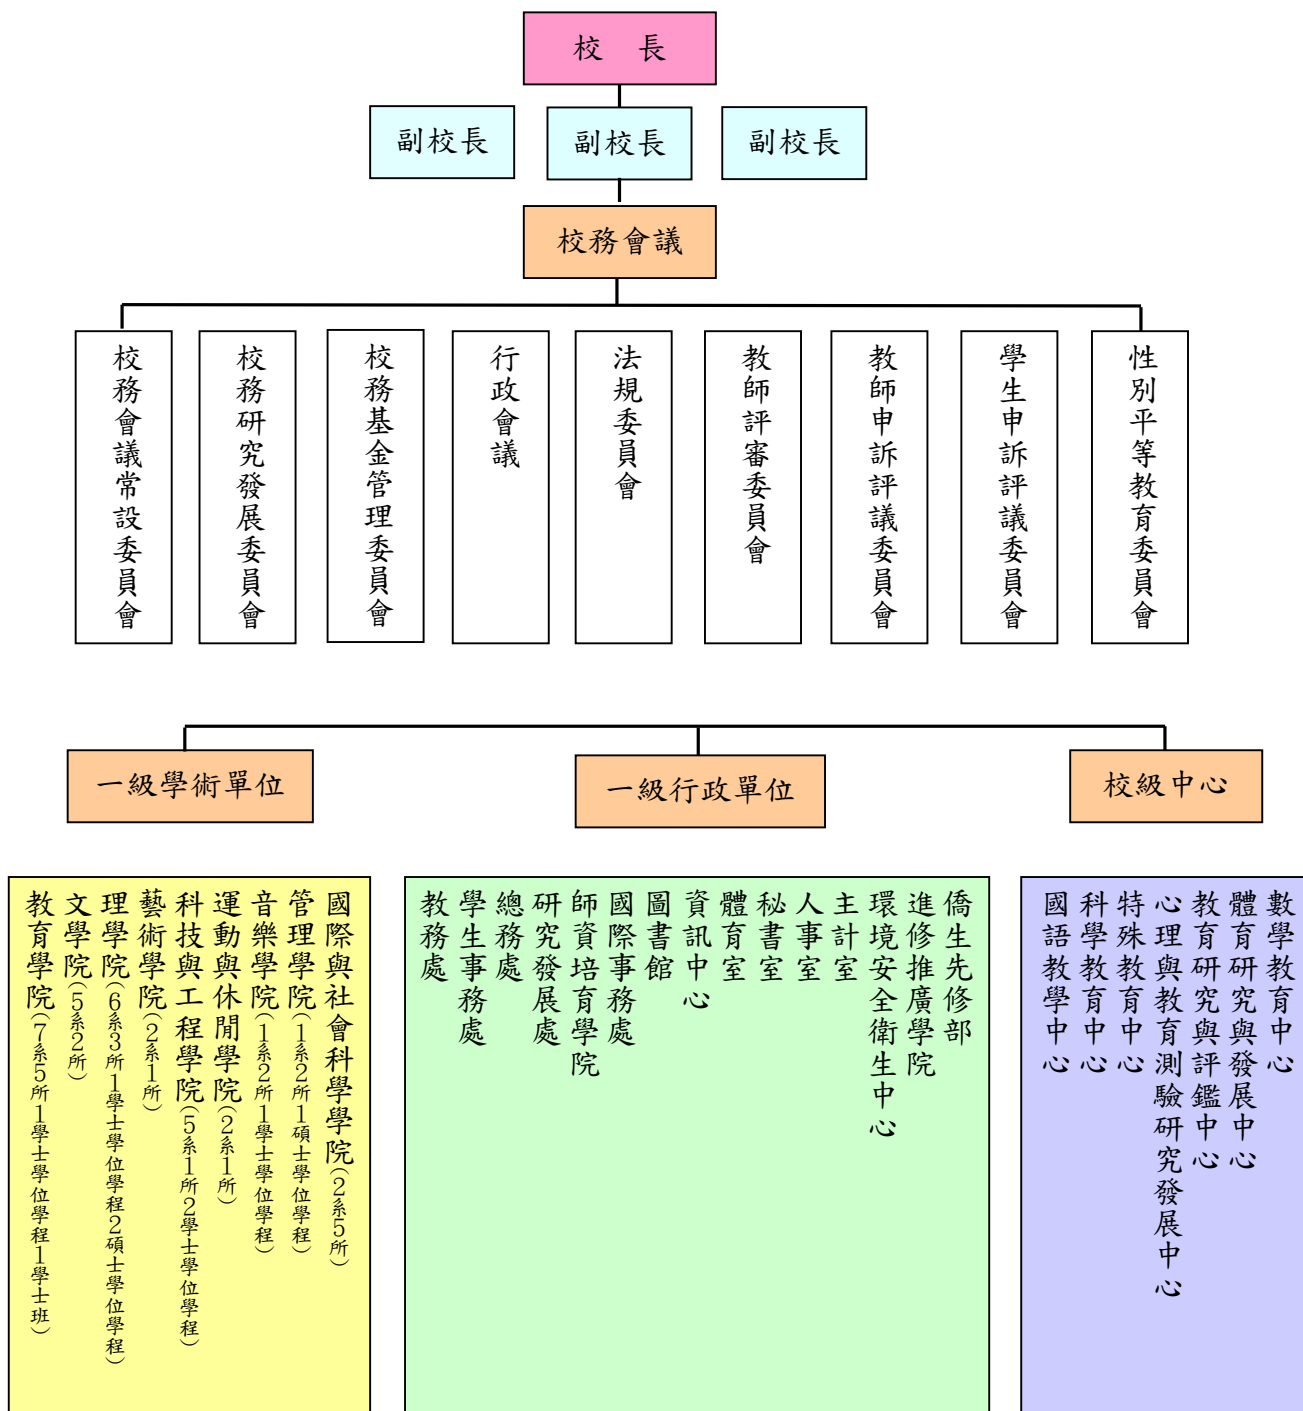 校　長
副校長
副校長
副校長
校務會議
校務會議常設委員會
校務研究發展委員會
校務基金管理委員會
行政會議
法規委員會
教師評審委員會
教師申訴評議委員會
學生申訴評議委員會
性別平等教育委員會
一級學術單位
一級行政單位
校級中心
教育學院(7系5所1學士學位學程1學士班)
文學院(5系2所)
理學院(6系3所1學士學位學程2碩士學位學程)
藝術學院(2系1所)
科技與工程學院(5系1所2學士學位學程)
運動與休閒學院(2系1所)
音樂學院(1系2所1學士學位學程)
管理學院(1系2所1碩士學位學程)
國際與社會科學學院(2系5所)
教務處
學生事務處
總務處
研究發展處
師資培育學院
國際事務處
圖書館
資訊中心
體育室
秘書室
人事室
主計室
環境安全衛生中心
進修推廣學院
僑生先修部
國語教學中心
科學教育中心
特殊教育中心
心理與教育測驗研究發展中心
教育研究與評鑑中心
體育研究與發展中心
數學教育中心